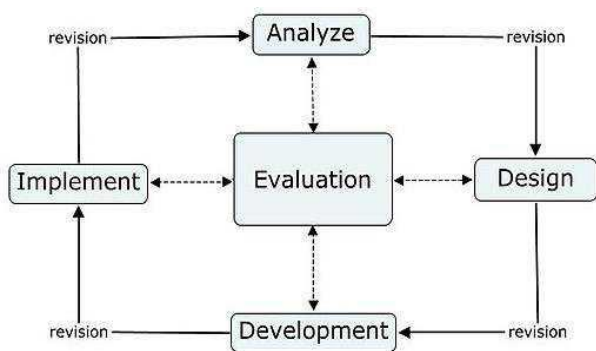 revision
Analyze
revision
Implement
Evaluation
Design
revision
Development
revision